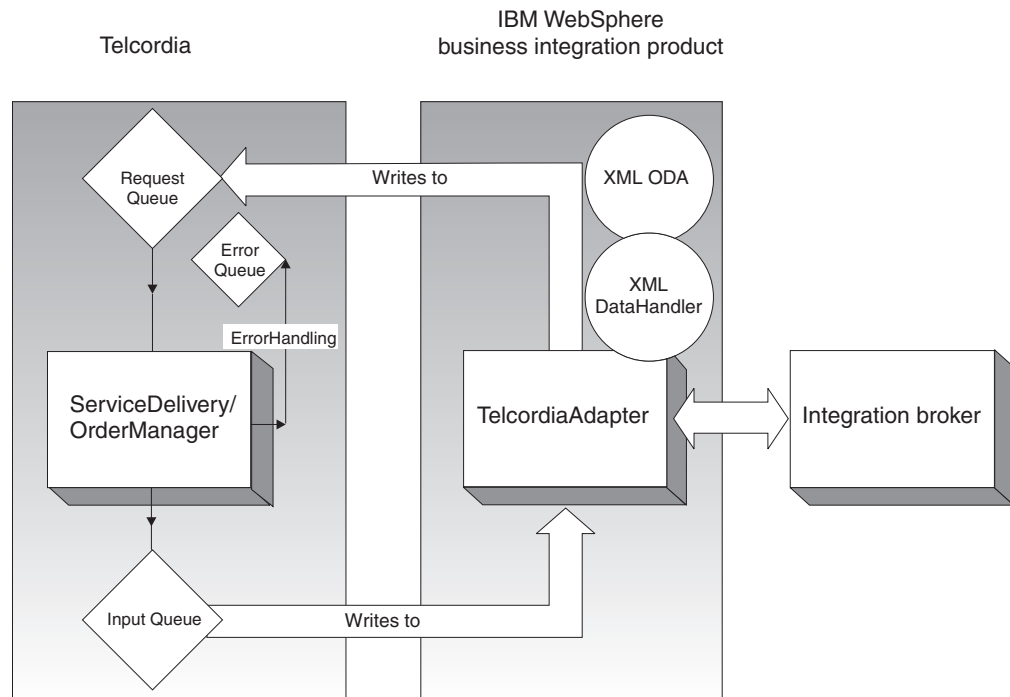 Telcordia
IBM WebSphere
business integration product
Request
Queue
Writes to
XML ODA
Error
Queue
XML
DataHandler
ErrorHandling
ServiceDelivery/
OrderManager
TelcordiaAdapter
Integration broker
Input Queue
Writes to